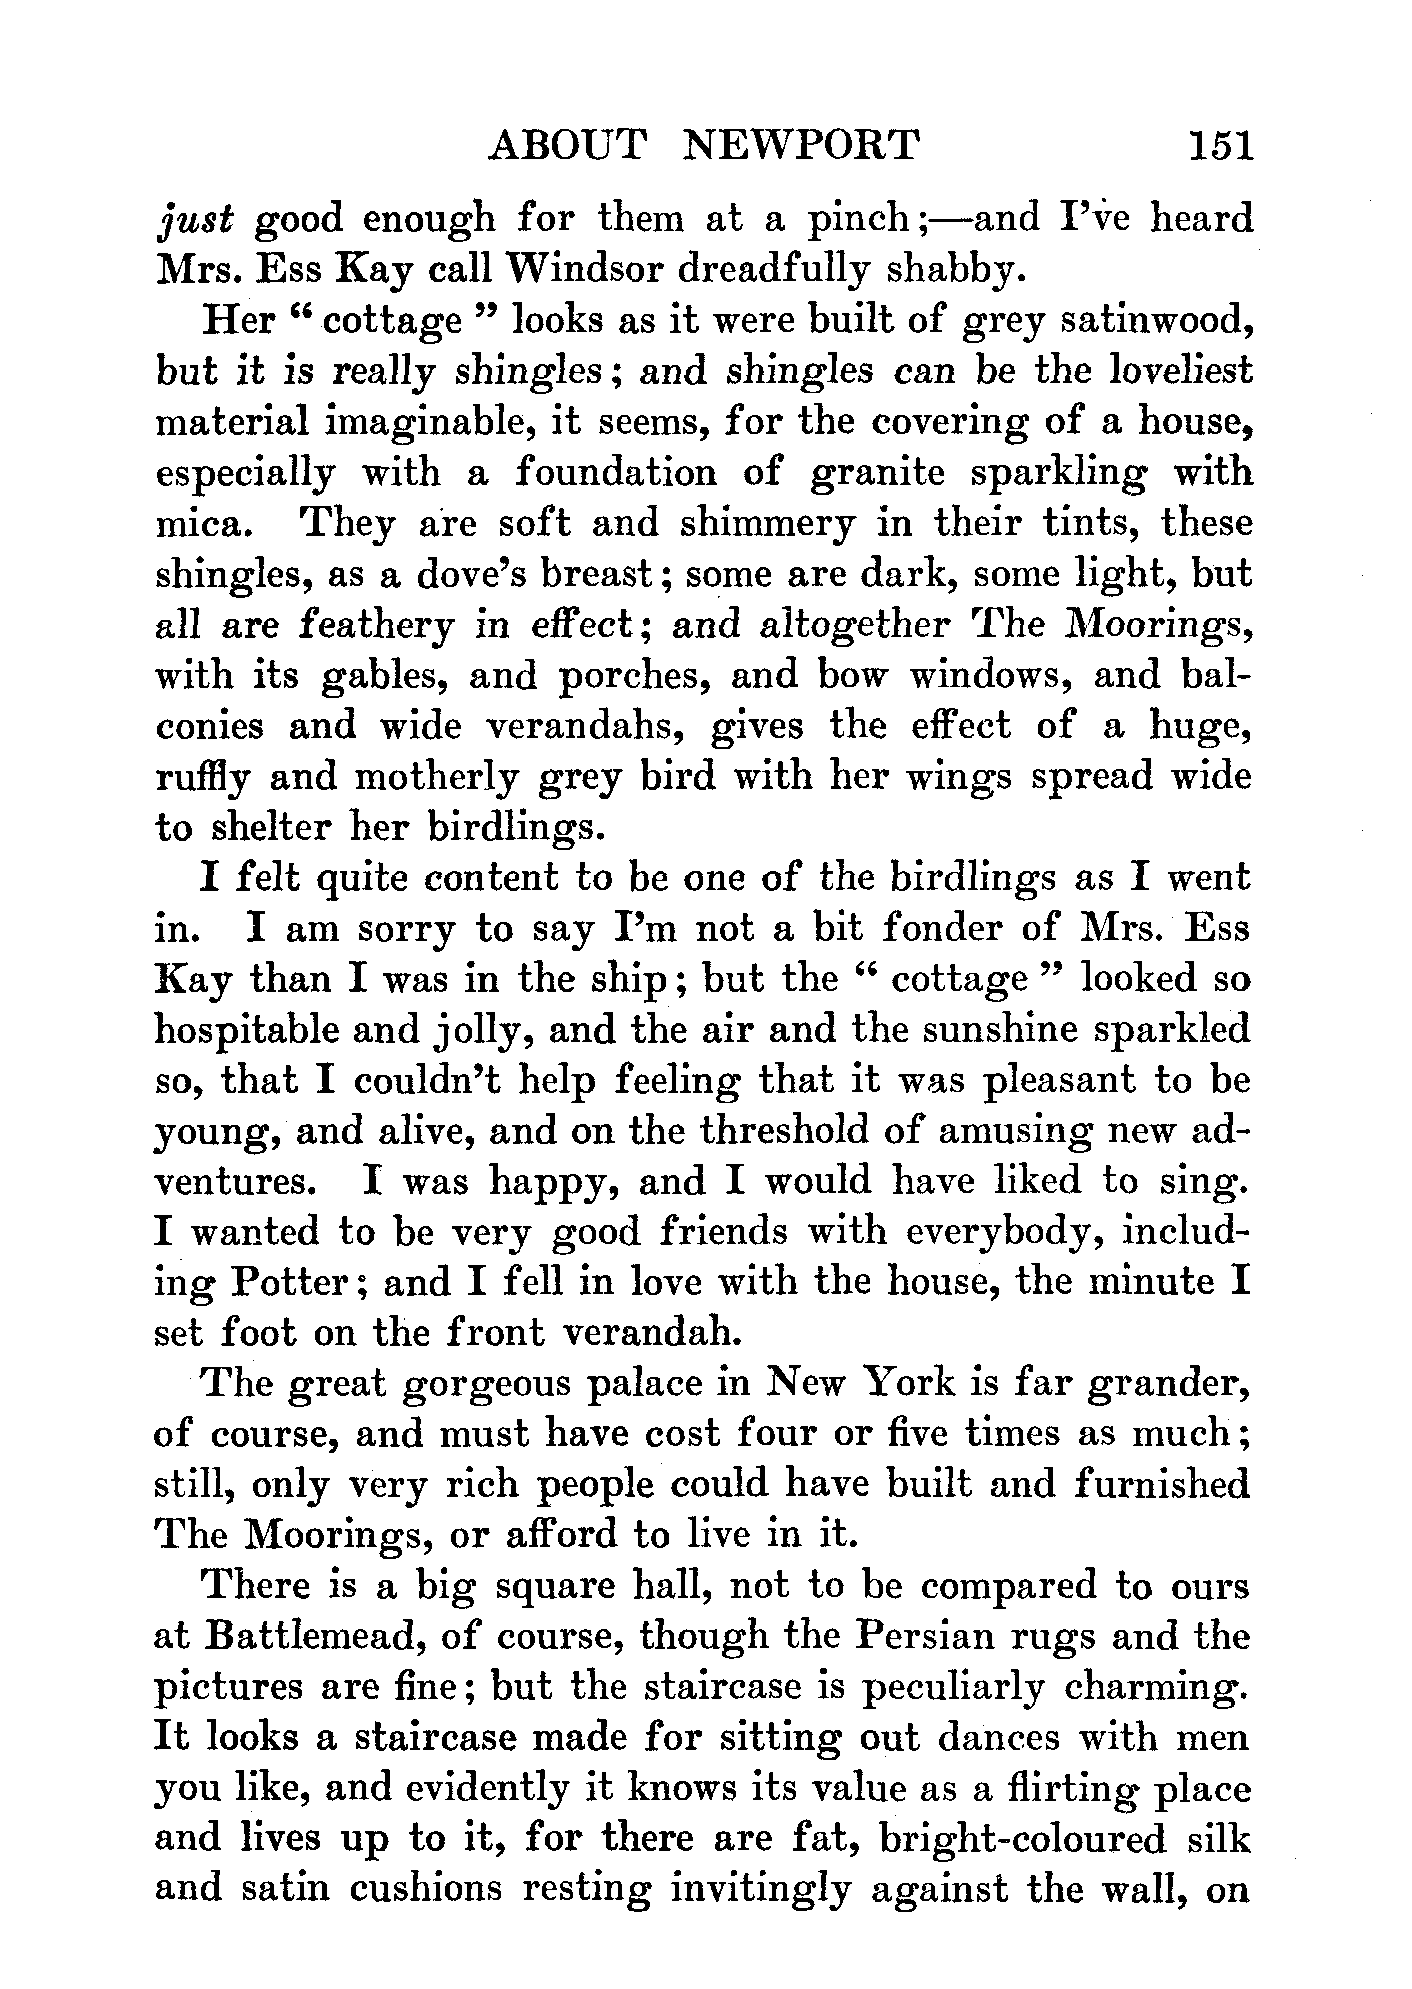 ABOUT NEWPORT 151
just good enough for them at a pinch;—and I've heard
Mrs. Ess Kay call Windsor dreadfully shabby.
Her " cottage " looks as it were built of grey satinwood,
but it is really shingles; and shingles can be the loveliest
material imaginable, it seems, for the covering of a house,
especially with a foundation of granite sparkling with
mica. They are soft and shimmery in their tints, these
shingles, as a dove's breast; some are dark, some light, but
all are feathery in effect; and altogether The Moorings,
with its gables, and porches, and bow windows, and bal-
conies and wide verandahs, gives the effect of a huge,
ruffly and motherly grey bird with her wings spread wide
to shelter her birdlings.
I felt quite content to be one of the birdlings as I went
in. I am sorry to say I'm not a bit fonder of Mrs. Ess
Kay than I was in the ship; but the " cottage " looked so
hospitable and jolly, and the air and the sunshine sparkled
so, that I couldn't help feeling that it was pleasant to be
young, and alive, and on the threshold of amusing new ad-
ventures. I was happy, and I would have liked to sing.
I wanted to be very good friends with everybody, includ-
ing Potter; and I fell in love with the house, the minute I
set foot on the front verandah.
The great gorgeous palace in New York is far grander,
of course, and must have cost four or five times as much;
still, only very rich people could have built and furnished
The Moorings, or afford to live in it.
There is a big square hall, not to be compared to ours
at Battlemead, of course, though the Persian rugs and the
pictures are fine; but the staircase is peculiarly charming.
It looks a staircase made for sitting out dances with men
you like, and evidently it knows its value as a flirting place
and lives up to it, for there are fat, bright-coloured silk
and satin cushions resting invitingly against the wall, on